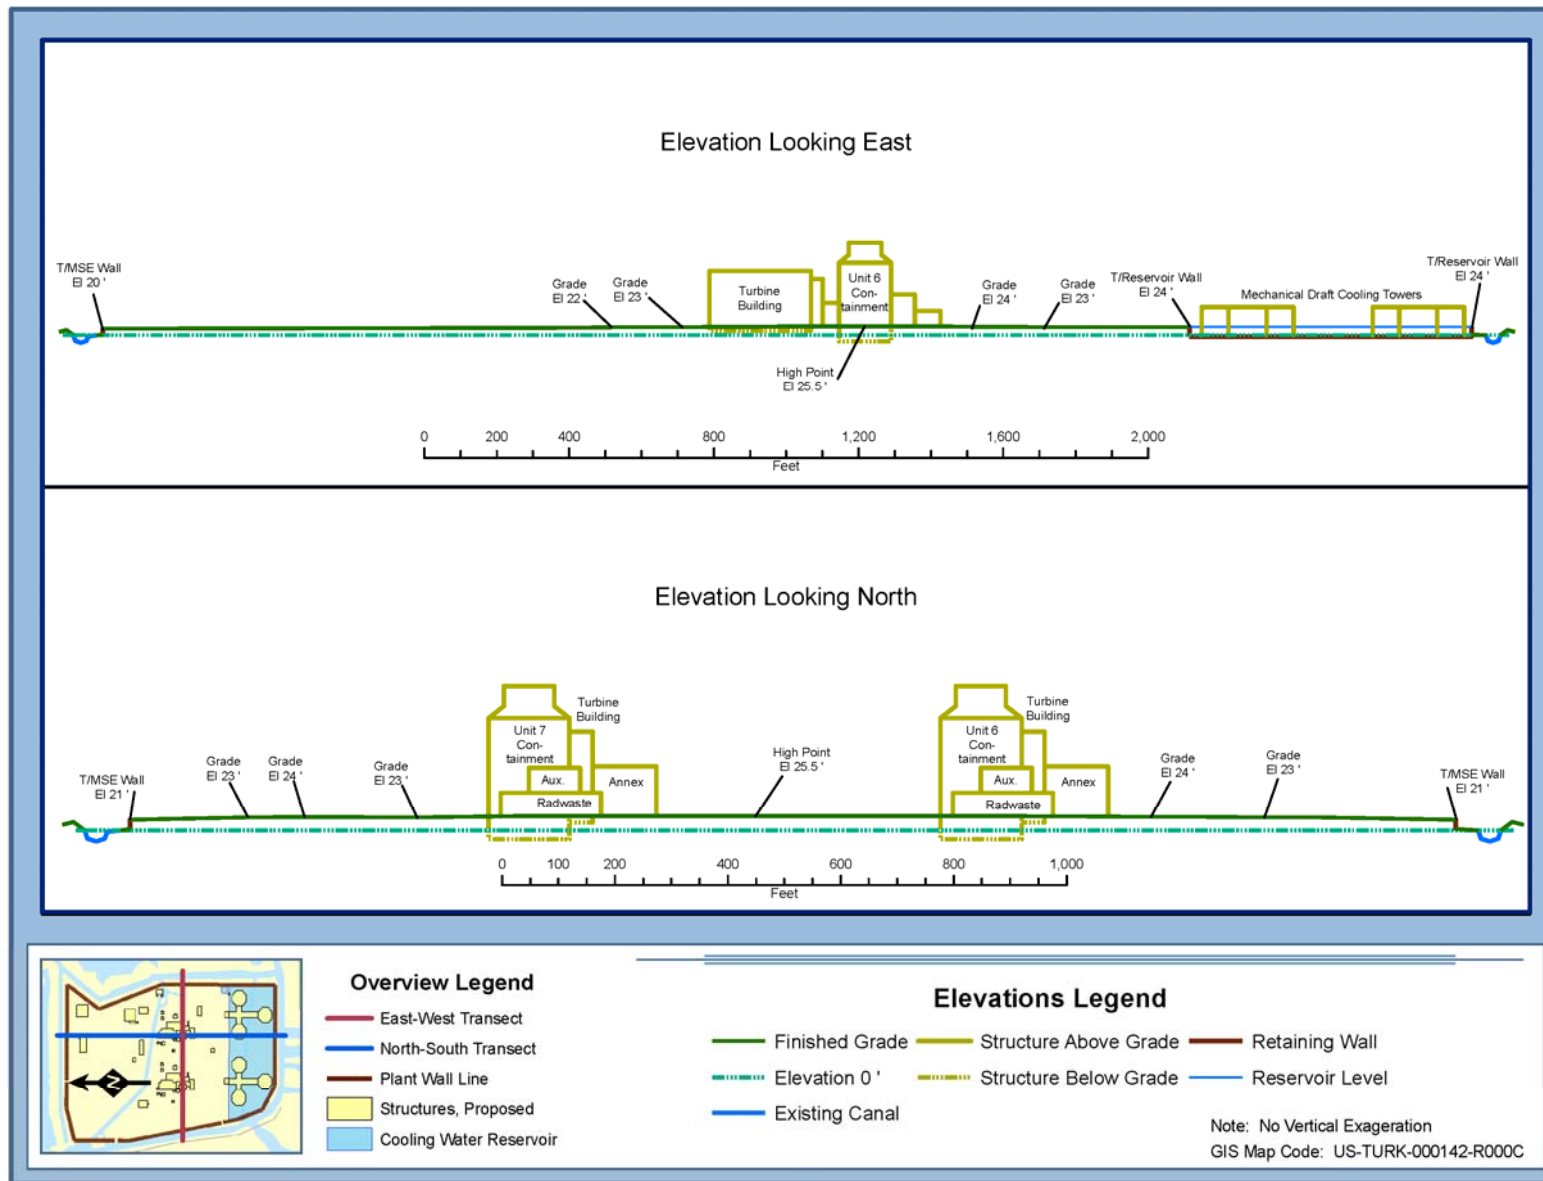 Elevation Looking East
T/MSE Wall
El 20 '
Grade
El 22 '
Grade
El 23 '
Turbine
Building
Unit 6
Con-
tainment
High Point
El 25.5 '
Grade
El 24 '
Grade
El 23 '
T/Reservoir Wall
El 24 '
Mechanical Draft Cooling Towers
T/Reservoir Wall
El 24 '
0 200 400 800 1,200 1,600 2,000
Feet
Elevation Looking North
T/MSE Wall
El 21 '
Grade
El 23 '
Grade
El 24 '
Grade
El 23 '
Unit 7
Con-
tainment
Turbine
Building
Aux.
Annex
Radwaste
High Point
El 25.5 '
Unit 6
Con-
tainment
Turbine
Building
Aux.
Annex
Radwaste
Grade
El 24 '
Grade
El 23 '
T/MSE Wall
El 21 '
0 100 200 400 600 800 1,000
Feet
N
Overview Legend
East-West Transect
North-South Transect
Plant Wall Line
Structures, Proposed
Cooling Water Reservoir
Elevations Legend
Finished Grade
Structure Above Grade
Retaining Wall
Elevation 0 '
Structure Below Grade
Reservoir Level
Existing Canal
Note: No Vertical Exageration
GIS Map Code: US-TURK-000142-R000C